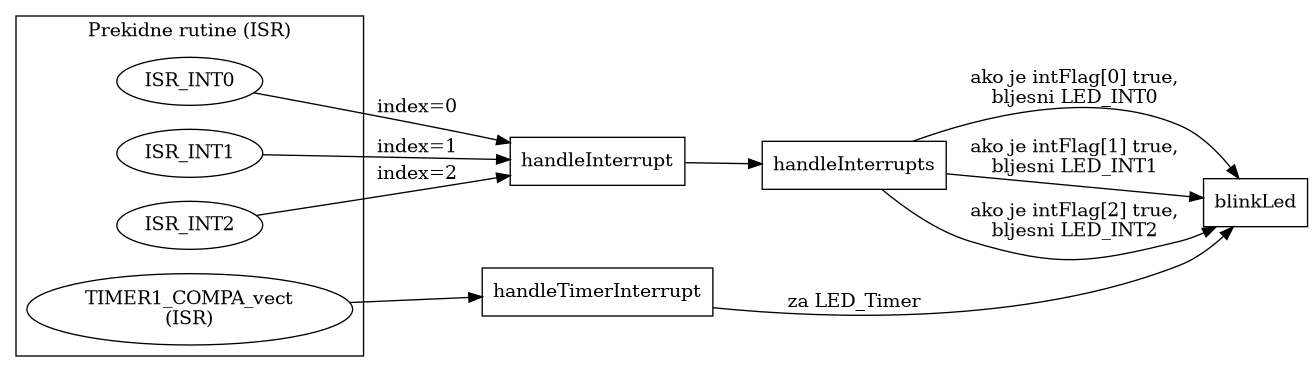 Prekidne rutine (ISR)
ISR_INT0
ISR_INT1
ISR_INT2
TIMER1_COMPA_vect
(ISR)
index=0
index=1
index=2
handleInterrupt
handleTimerInterrupt
handleInterrupts
ako je intFlag[0] true,
bljesni LED_INT0
ako je intFlag[1] true,
bljesni LED_INT1
ako je intFlag[2] true,
bljesni LED_INT2
za LED_Timer
blinkLed